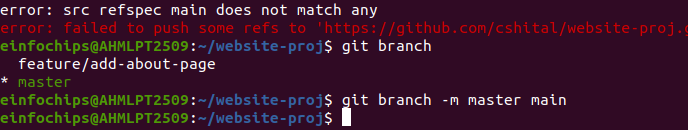 error: src refspec main does not match any
error: failed to push some refs to 'https://github.com/cshital/website-proj.g
einfochips@AHMLPT2509:~/website-proj$ git branch
  feature/add-about-page
* master
einfochips@AHMLPT2509:~/website-proj$ git branch -m master main
einfochips@AHMLPT2509:~/website-proj$